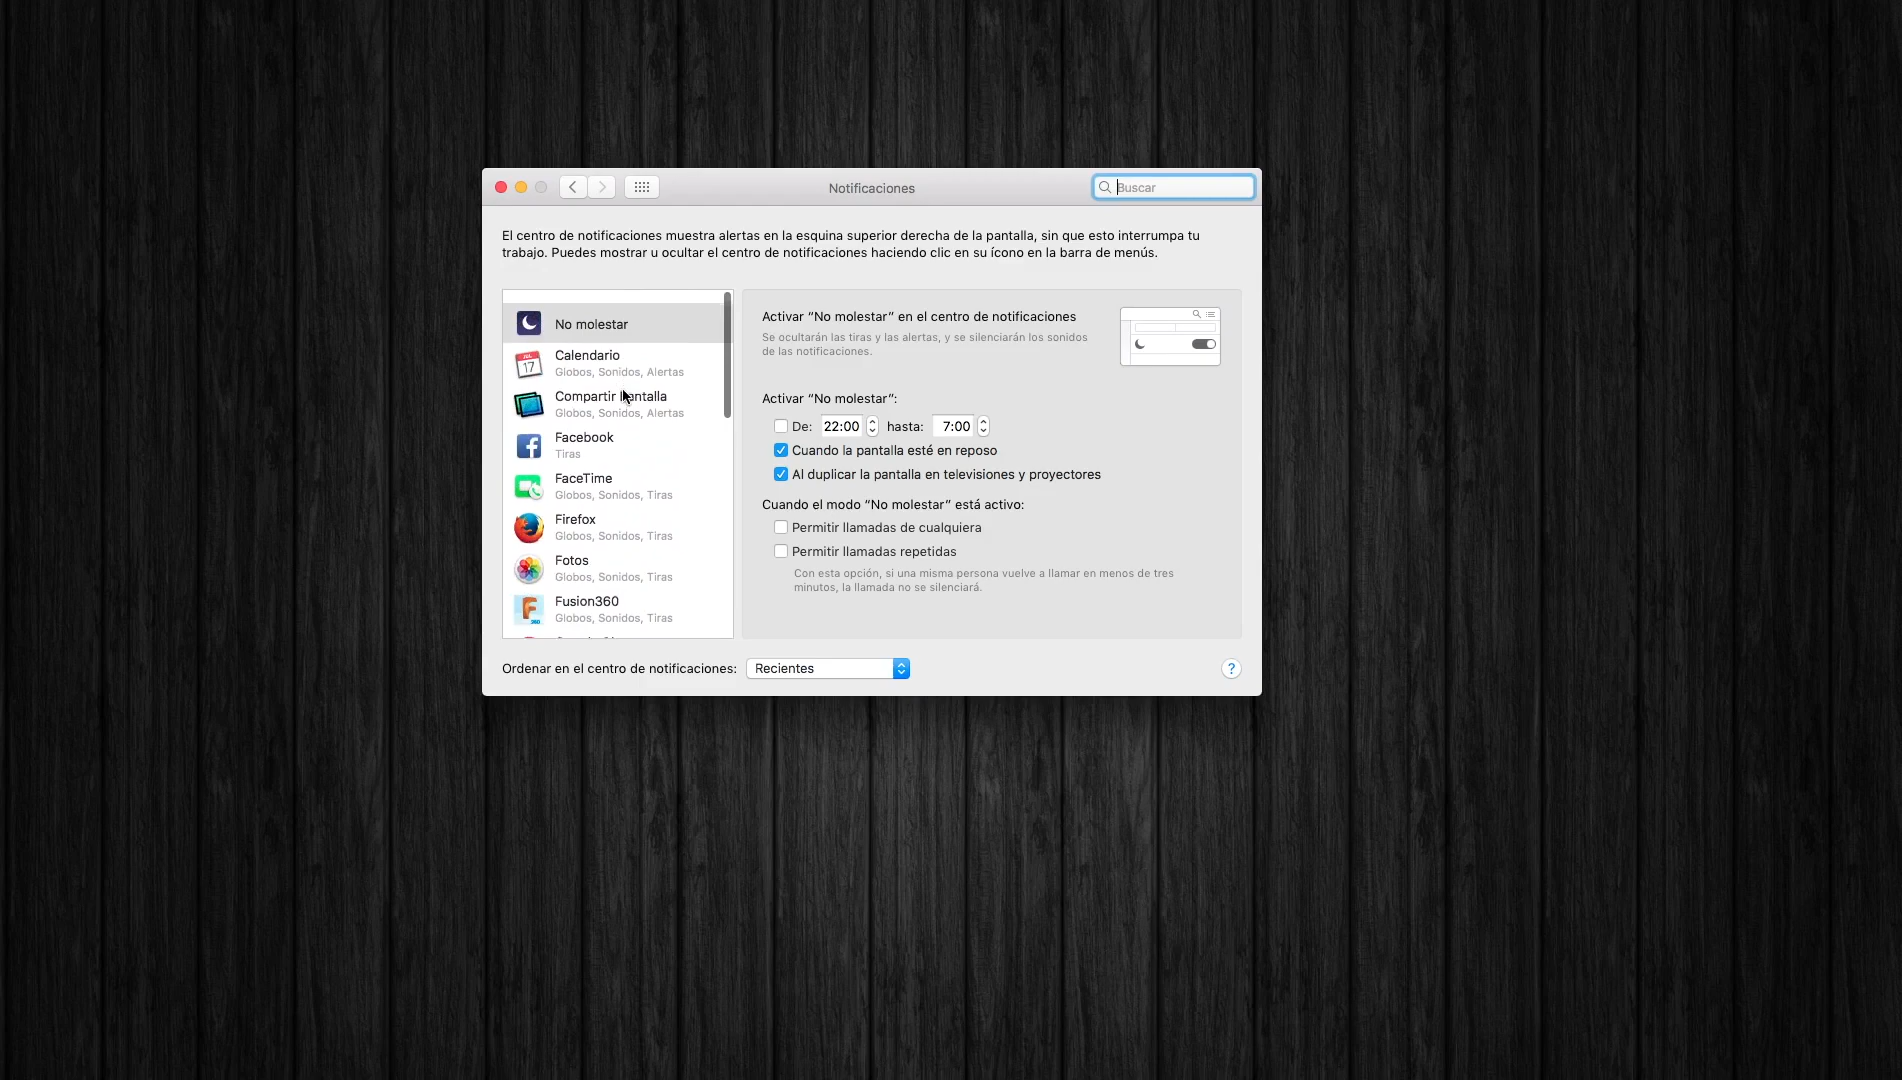 Notificaciones
Buscar
El centro de notificaciones muestra alertas en la esquina superior derecha de la pantalla, sin que esto interrumpa tu
trabajo. Puedes mostrar u ocultar el centro de notificaciones haciendo clic en su ícono en la barra de menús.
No molestar
Calendario
Globos, Sonidos, Alertas
Compartir pantalla
Globos, Sonidos, Alertas
Facebook
Tiras
FaceTime
Globos, Sonidos, Tiras
Firefox
Globos, Sonidos, Tiras
Fotos
Globos, Sonidos, Tiras
Fusion360
Globos, Sonidos, Tiras
Activar “No molestar” en el centro de notificaciones
Se ocultarán las tiras y las alertas, y se silenciarán los sonidos
de las notificaciones.
Activar “No molestar”:
De: 22:00 hasta: 7:00
Cuando la pantalla esté en reposo
Al duplicar la pantalla en televisiones y proyectores
Cuando el modo “No molestar” está activo:
Permitir llamadas de cualquiera
Permitir llamadas repetidas
Con esta opción, si una misma persona vuelve a llamar en menos de tres
minutos, la llamada no se silenciará.
Ordenar en el centro de notificaciones: Recientes
?